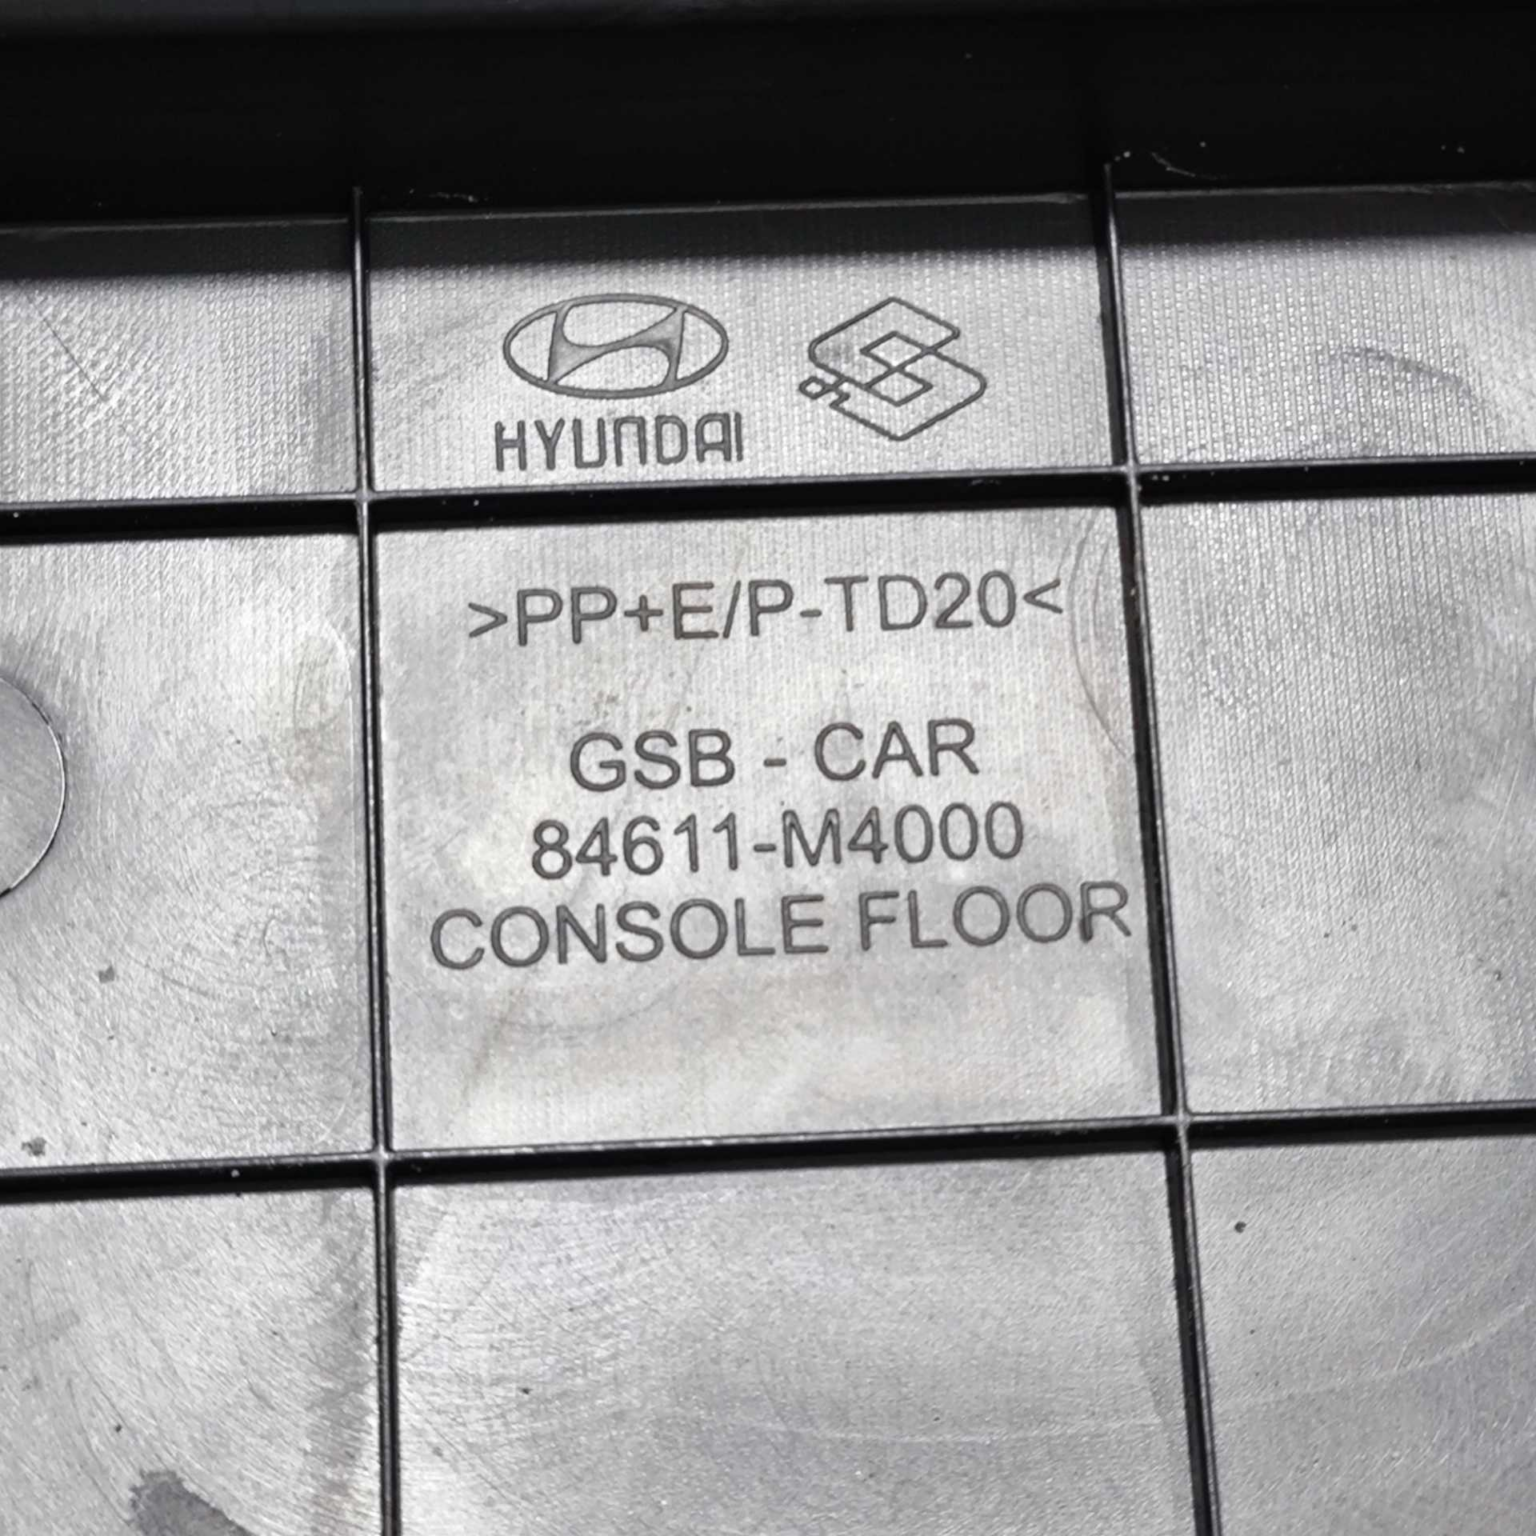 HYUNDAI
>PP+E/P-TD20<
GSB - CAR
84611-M4000
CONSOLE FLOOR